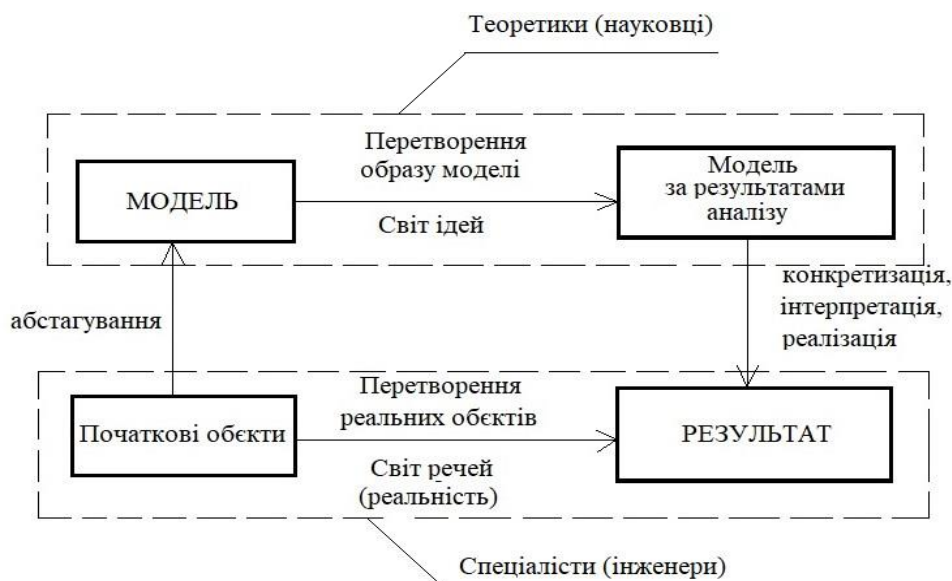 Теоретики (науковці)
Перетворення
образу моделі
МОДЕЛЬ
Світ ідей
Модель
за результатами
аналізу
абстагування
конкретизація,
інтерпретація,
реалізація
Початкові обєкти
Перетворення
реальних обєктів
Світ речей
(реальність)
РЕЗУЛЬТАТ
Спеціалісти (інженери)